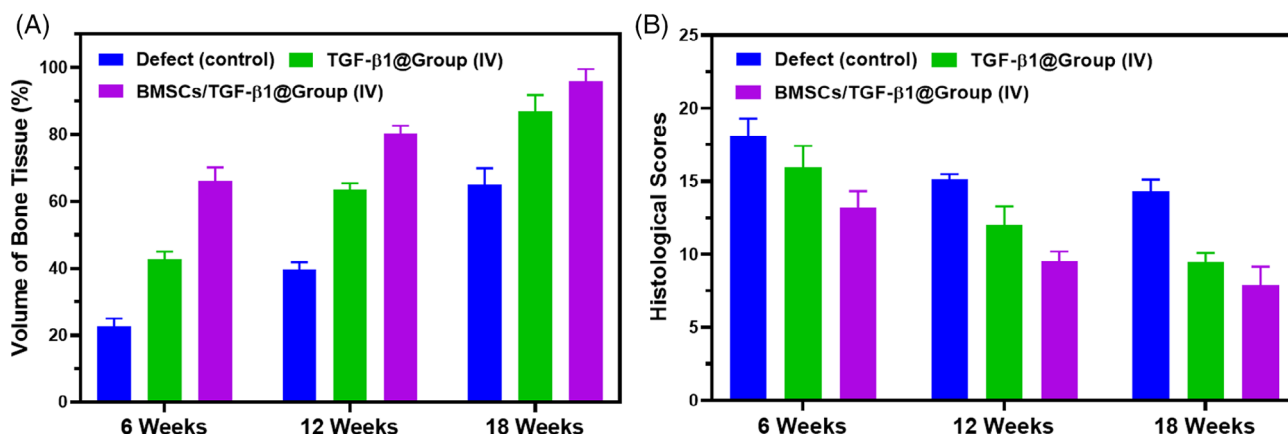 (A)
Volume of Bone Tissue (%)
100
80
60
40
20
0
Defect (control) TGF-β1@Group (IV)
BMSCs/TGF-β1@Group (IV)
6 Weeks 12 Weeks 18 Weeks
(B)
Histological Scores
25
20
15
10
5
0
Defect (control) TGF-β1@Group (IV)
BMSCs/TGF-β1@Group (IV)
6 Weeks 12 Weeks 18 Weeks